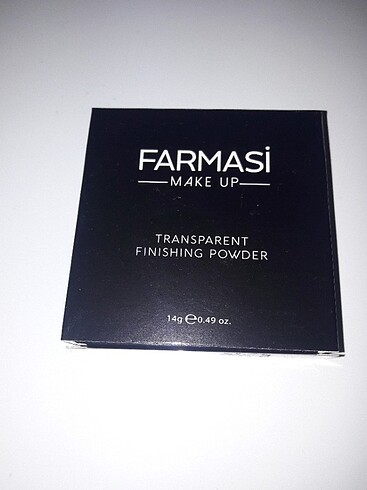 FARMASi
MAKE UP
TRANSPARENT
FINISHING POWDER
14g ℮0.49 oz.